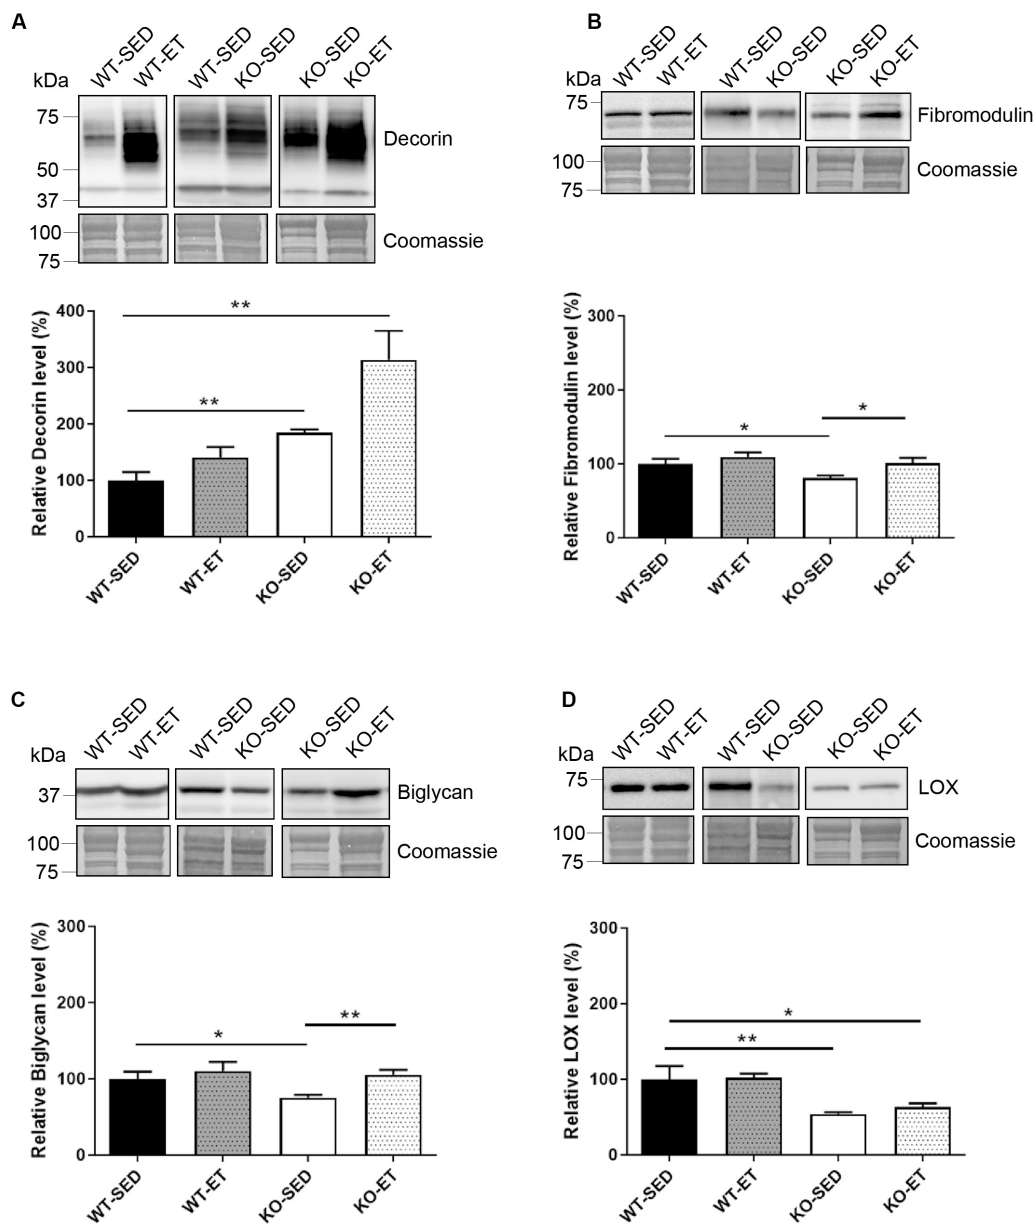 A
WT-SED
WT-ET
WT-SED
KO-SED
KO-SED
KO-ET
kDa
75
50
37
Decorin
100
75
Coomassie
**
**
Relative Decorin level (%)
400
300
200
100
0
WT-SED
WT-ET
KO-SED
KO-ET
B
WT-SED
WT-ET
WT-SED
KO-SED
KO-SED
KO-ET
kDa
75
Fibromodulin
100
75
Coomassie
*
*
Relative Fibromodulin level (%)
300
200
100
0
WT-SED
WT-ET
KO-SED
KO-ET
C
WT-SED
WT-ET
WT-SED
KO-SED
KO-SED
KO-ET
kDa
37
Biglycan
100
75
Coomassie
*
**
Relative Biglycan level (%)
300
200
100
0
WT-SED
WT-ET
KO-SED
KO-ET
D
WT-SED
WT-ET
WT-SED
KO-SED
KO-SED
KO-ET
kDa
75
LOX
100
75
Coomassie
*
**
Relative LOX level (%)
300
200
100
0
WT-SED
WT-ET
KO-SED
KO-ET